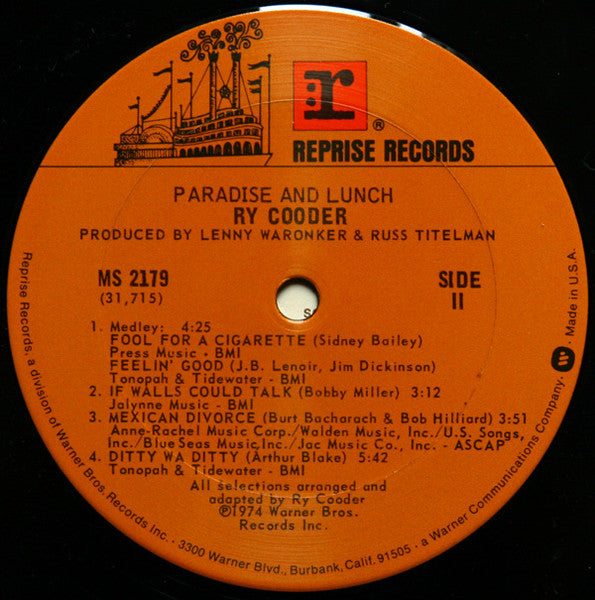 r
®
REPRISE RECORDS
PARADISE AND LUNCH
RY COODER
PRODUCED BY LENNY WARONKER & RUSS TITELMAN
MS 2179
(31,715)
SIDE
II
1. Medley: 4:25
FOOL FOR A CIGARETTE (Sidney Bailey)
Press Music - BMI
FEELIN' GOOD (J.B. Lenoir, Jim Dickinson)
Tonopah & Tidewater - BMI
2. IF WALLS COULD TALK (Bobby Miller) 3:12
Jalynne Music - BMI
3. MEXICAN DIVORCE (Burt Bacharach & Bob Hilliard) 3:51
Anne-Rachel Music Corp./Walden Music, Inc./U.S. Songs,
Inc./Blue Seas Music,Inc./Jac Music Co., Inc. - ASCAP
4. DITTY WA DITTY (Arthur Blake) 5:42
Tonopah & Tidewater - BMI
All selections arranged and
adapted by Ry Cooder
℗1974 Warner Bros.
Records Inc.
Reprise Records, a division of Warner Bros. Records Inc. · 3300 Warner Blvd., Burbank, Calif. 91505 · a Warner Communications Company. · Made in U.S.A.